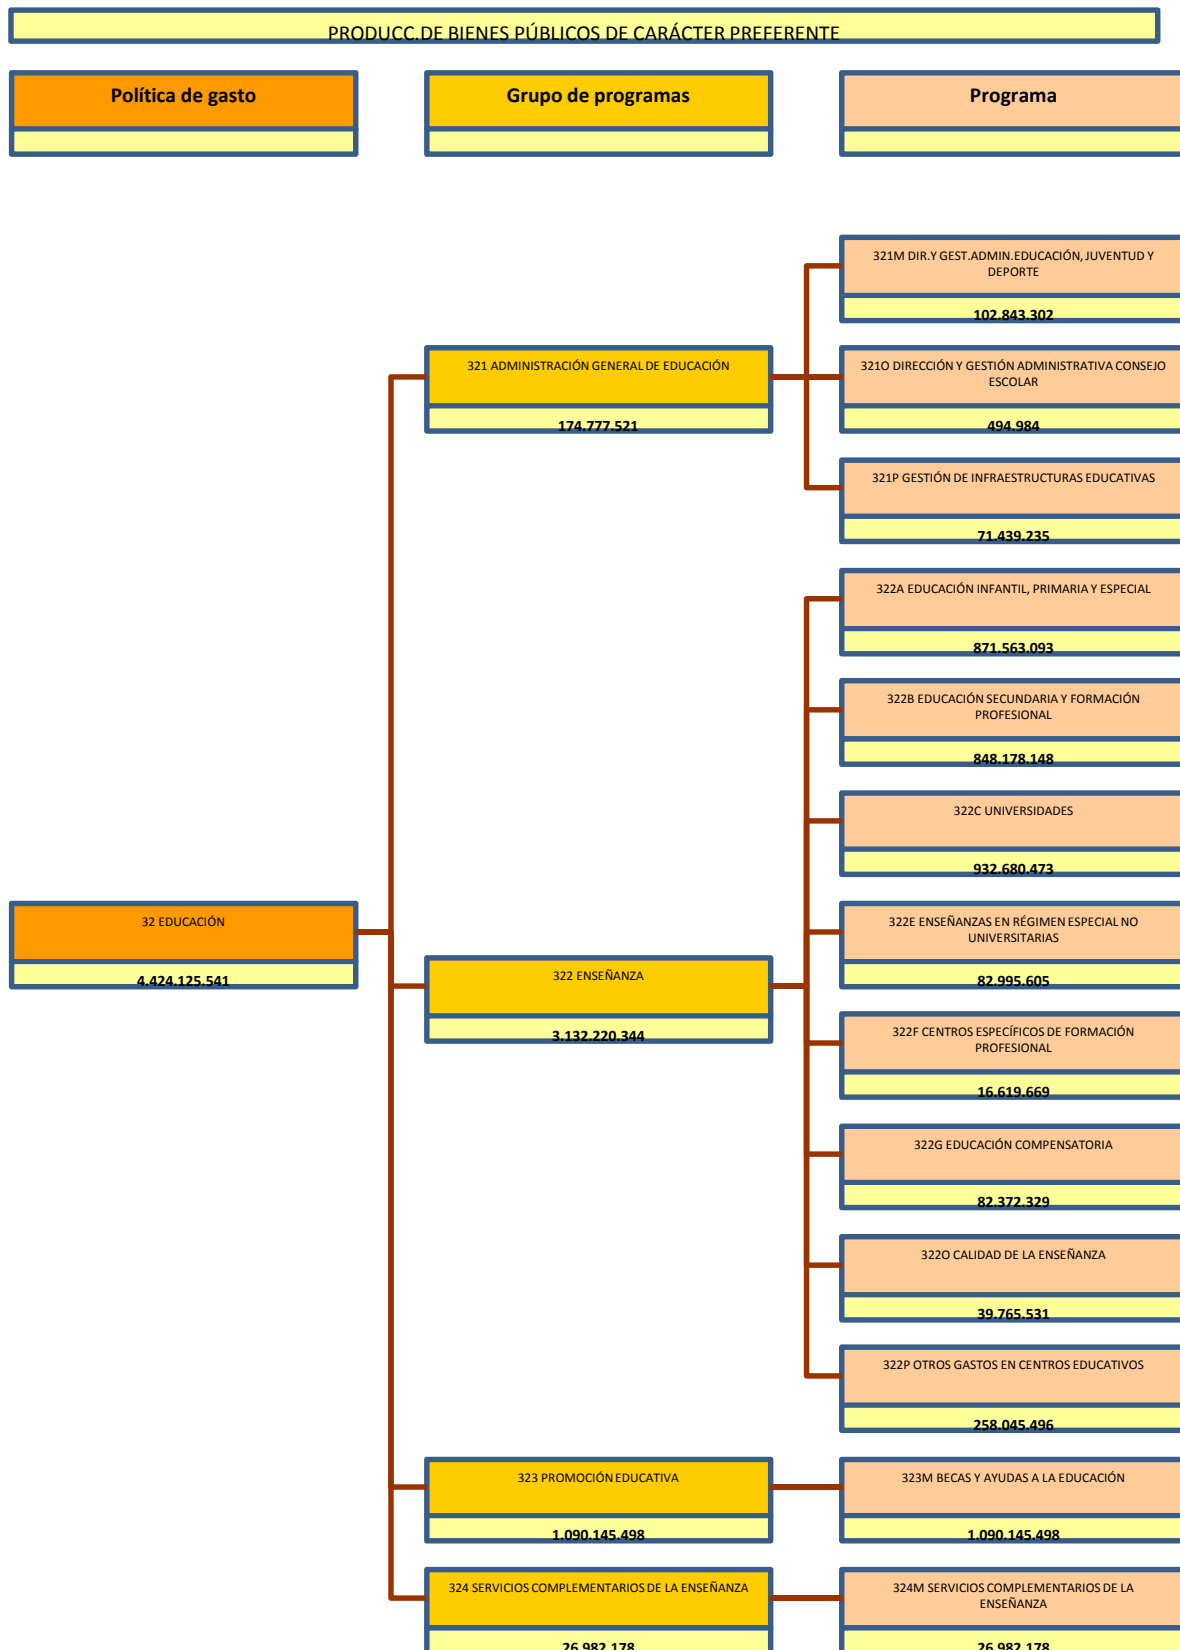 PRODUCC.DE BIENES PÚBLICOS DE CARÁCTER PREFERENTE
Política de gasto
Grupo de programas
Programa
321M DIR.Y GEST.ADMIN.EDUCACIÓN, JUVENTUD Y
DEPORTE
102.843.302
321 ADMINISTRACIÓN GENERAL DE EDUCACIÓN
174.777.521
321O DIRECCIÓN Y GESTIÓN ADMINISTRATIVA CONSEJO
ESCOLAR
494.984
321P GESTIÓN DE INFRAESTRUCTURAS EDUCATIVAS
71.439.235
322A EDUCACIÓN INFANTIL, PRIMARIA Y ESPECIAL
871.563.093
322B EDUCACIÓN SECUNDARIA Y FORMACIÓN
PROFESIONAL
848.178.148
322C UNIVERSIDADES
932.680.473
32 EDUCACIÓN
4.424.125.541
322 ENSEÑANZA
3.132.220.344
322E ENSEÑANZAS EN RÉGIMEN ESPECIAL NO
UNIVERSITARIAS
82.995.605
322F CENTROS ESPECÍFICOS DE FORMACIÓN
PROFESIONAL
16.619.669
322G EDUCACIÓN COMPENSATORIA
82.372.329
322O CALIDAD DE LA ENSEÑANZA
39.765.531
322P OTROS GASTOS EN CENTROS EDUCATIVOS
258.045.496
323 PROMOCIÓN EDUCATIVA
1.090.145.498
323M BECAS Y AYUDAS A LA EDUCACIÓN
1.090.145.498
324 SERVICIOS COMPLEMENTARIOS DE LA ENSEÑANZA
26.982.178
324M SERVICIOS COMPLEMENTARIOS DE LA
ENSEÑANZA
26.982.178